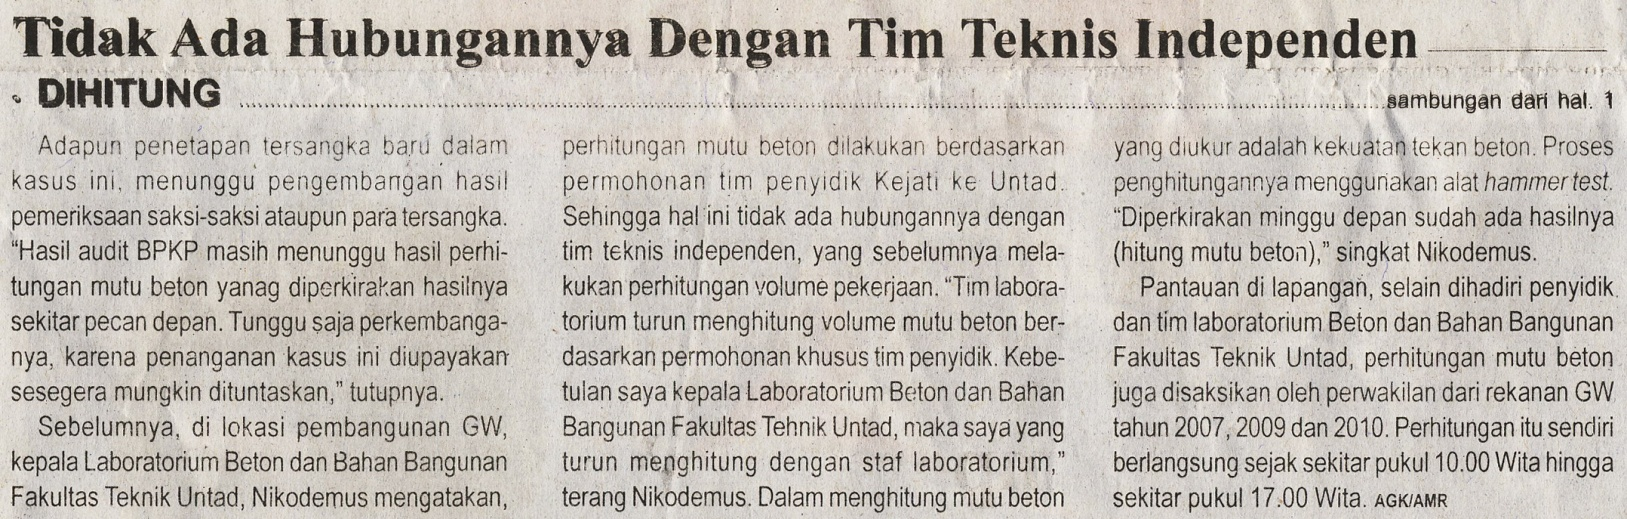 Tidak Ada Hubungannya Dengan Tim Teknis Independen
DIHITUNG ........ sambungan dari hal. 1
Adapun penetapan tersangka baru dalam
kasus ini, menunggu pengembangan hasil
pemeriksaan saksi-saksi ataupun para tersangka.
“Hasil audit BPKP masih menunggu hasil perhi-
tungan mutu beton yanag diperkirakan hasilnya
sekitar pecan depan. Tunggu saja perkembanga-
nya, karena penanganan kasus ini diupayakan
sesegera mungkin dituntaskan,” tutupnya.
Sebelumnya, di lokasi pembangunan GW,
kepala Laboratorium Beton dan Bahan Bangunan
Fakultas Teknik Untad, Nikodemus mengatakan,
perhitungan mutu beton dilakukan berdasarkan
permohonan tim penyidik Kejati ke Untad.
Sehingga hal ini tidak ada hubungannya dengan
tim teknis independen, yang sebelumnya mela-
kukan perhitungan volume pekerjaan. “Tim labora-
torium turun menghitung volume mutu beton ber-
dasarkan permohonan khusus tim penyidik. Kebe-
tulan saya kepala Laboratorium Beton dan Bahan
Bangunan Fakultas Tehnik Untad, maka saya yang
turun menghitung dengan staf laboratorium,”
terang Nikodemus. Dalam menghitung mutu beton
yang diukur adalah kekuatan tekan beton. Proses
penghitungannya menggunakan alat hammer test.
“Diperkirakan minggu depan sudah ada hasilnya
(hitung mutu beton),” singkat Nikodemus.
Pantauan di lapangan, selain dihadiri penyidik
dan tim laboratorium Beton dan Bahan Bangunan
Fakultas Teknik Untad, perhitungan mutu beton
juga disaksikan oleh perwakilan dari rekanan GW
tahun 2007, 2009 dan 2010. Perhitungan itu sendiri
berlangsung sejak sekitar pukul 10.00 Wita hingga
sekitar pukul 17.00 Wita. AGK/AMR